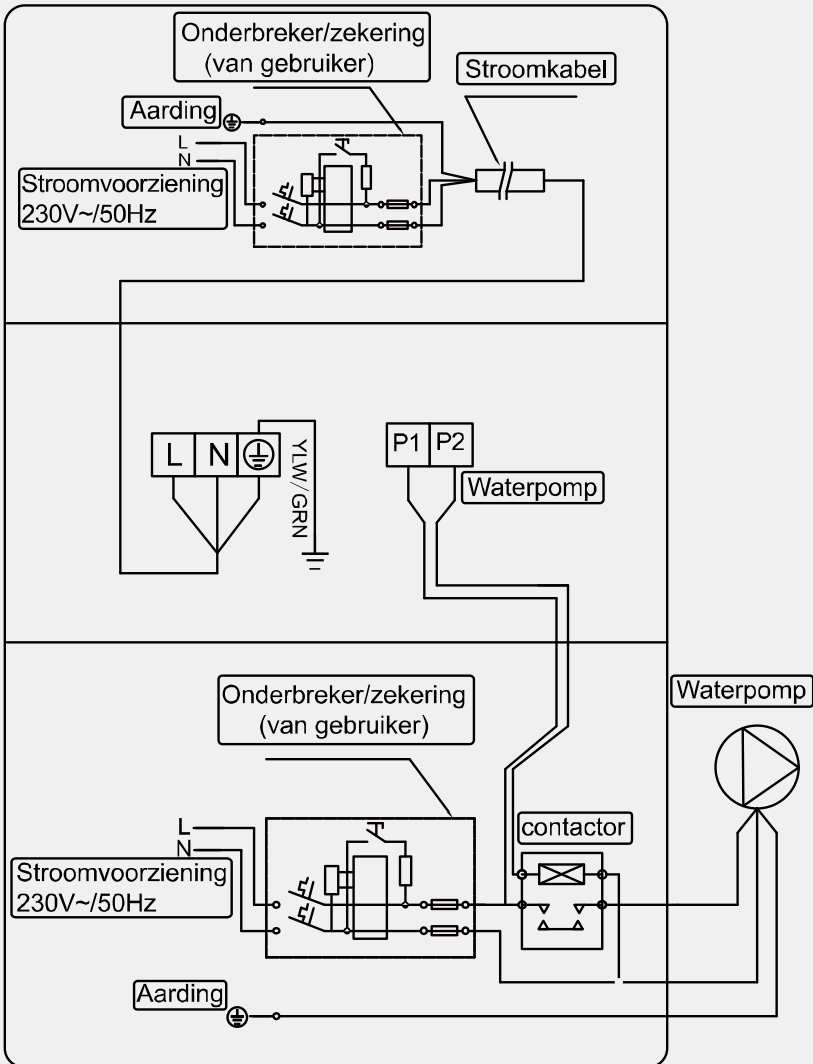 Onderbreker/zekering
(van gebruiker)
Stroomkabel
Aarding
L
N
Stroomvoorziening
230V~/50Hz
L N
YLW/GRN
P1 P2
Waterpomp
Onderbreker/zekering
(van gebruiker)
Waterpomp
L
N
contactor
Stroomvoorziening
230V~/50Hz
Aarding